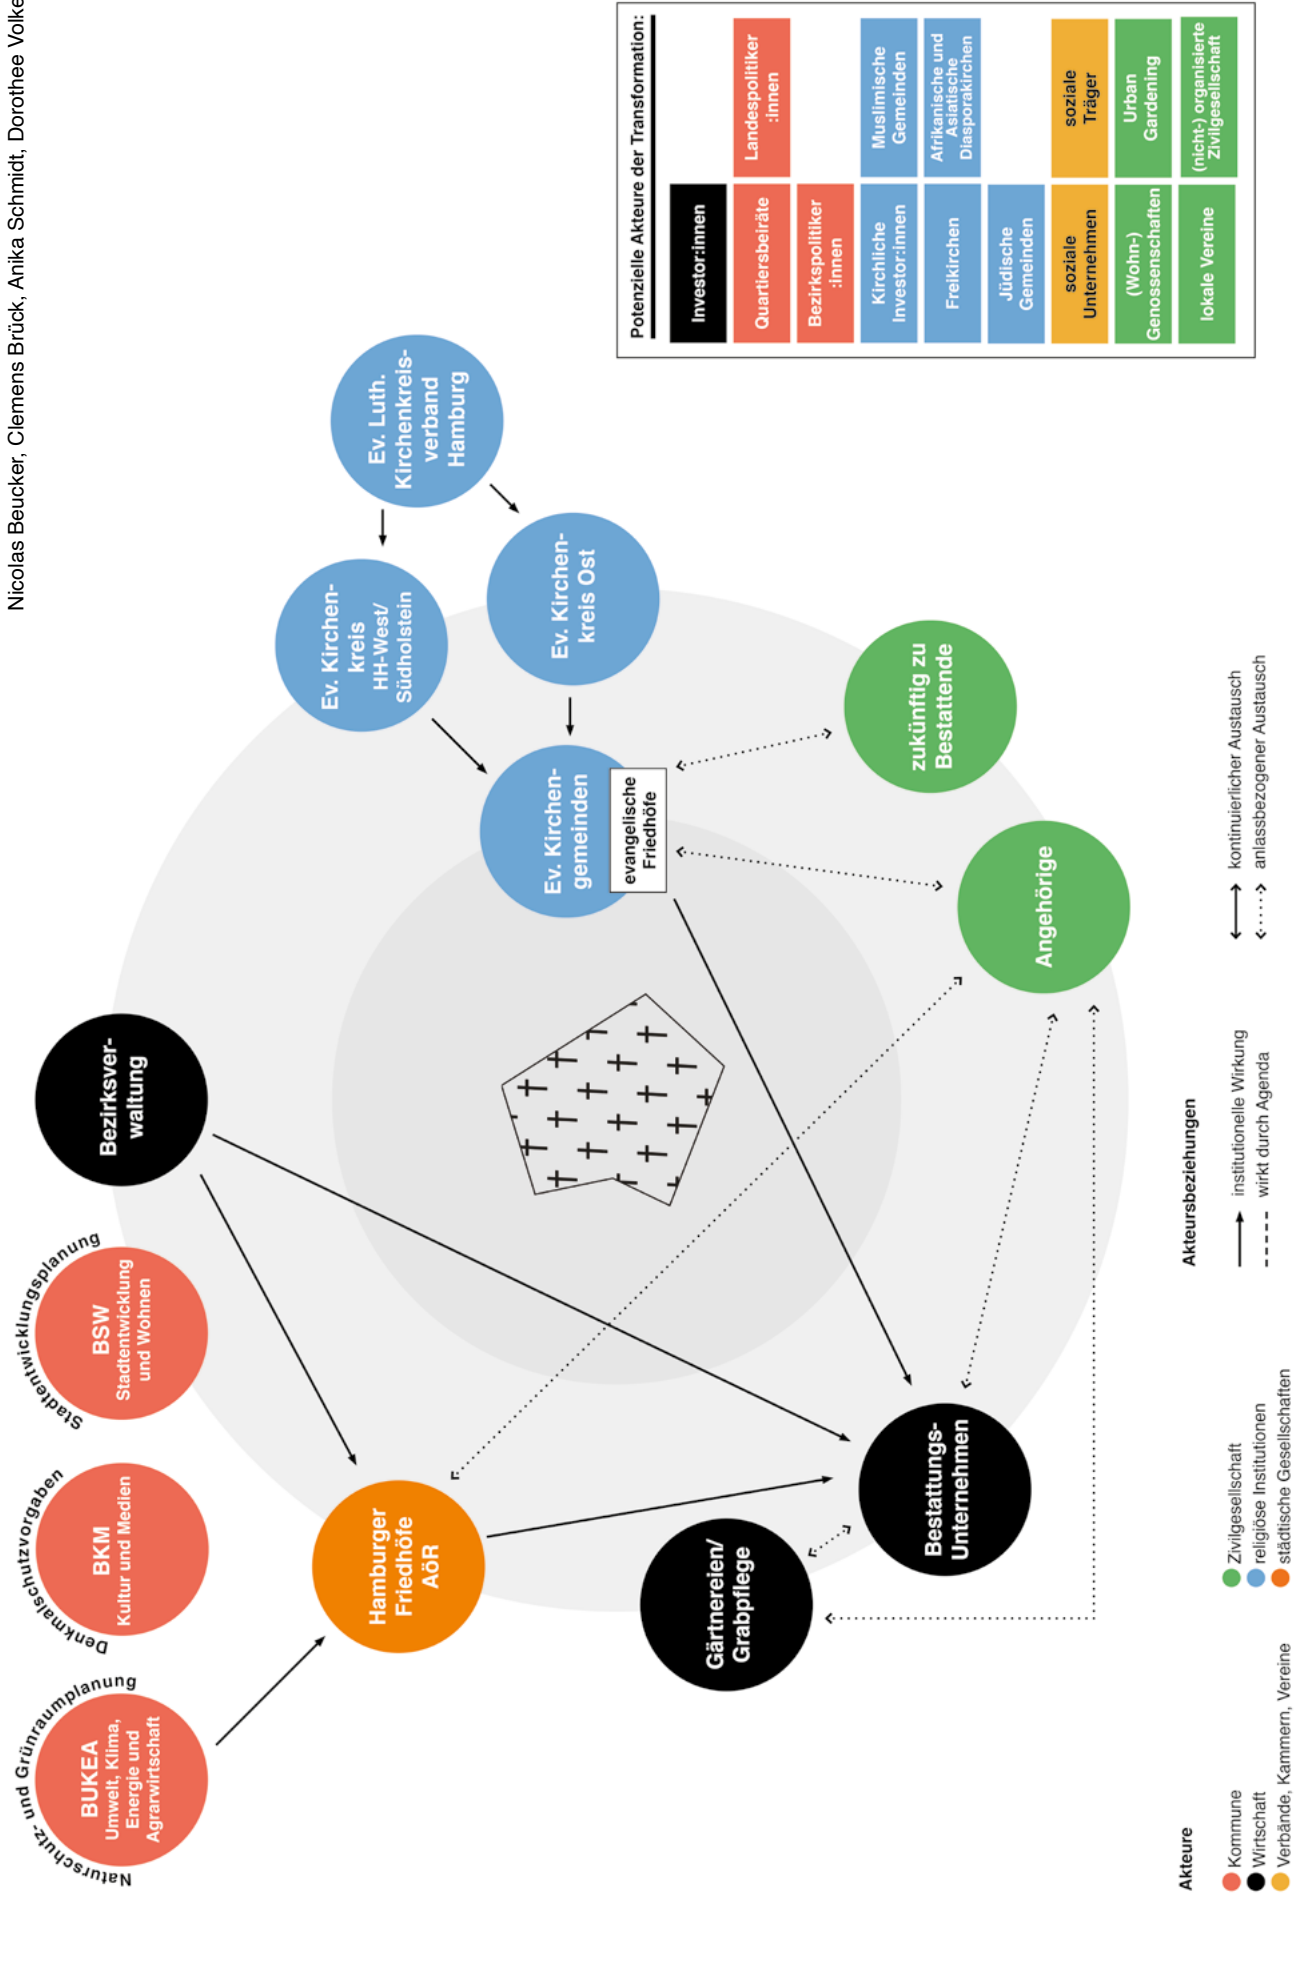 Nicolas Beucker, Clemens Brück, Anika Schmidt, Dorothee Volke
Naturschutz- und Grünraumplanung
BUKEA
Umwelt, Klima,
Energie und
Agrarwirtschaft
Denkmalschutzvorgaben
BKM
Kultur und Medien
Stadtentwicklungsplanung
BSW
Stadtentwicklung
und Wohnen
Bezirksver-
waltung
Ev. Kirchen-
kreis
HH-West/
Südholstein
Ev. Luth.
Kirchenkreis-
verband
Hamburg
Ev. Kirchen-
kreis Ost
Ev. Kirchen-
gemeinden
evangelische
Friedhöfe
Hamburger
Friedhöfe
AöR
Gärtnereien/
Grabpflege
Bestattungs-
Unternehmen
Angehörige
zukünftig zu
Bestattende
Potenzielle Akteure der Transformation:
Investor:innen
Quartiersbeiräte
Landespolitiker
:innen
Bezirkspolitiker
:innen
Kirchliche
Investor:innen
Muslimische
Gemeinden
Freikirchen
Afrikanische und
Asiatische
Diasporakirchen
Jüdische
Gemeinden
soziale
Unternehmen
soziale
Träger
(Wohn-)
Genossenschaften
Urban
Gardening
lokale Vereine
(nicht-) organisierte
Zivilgesellschaft
Akteure
Kommune
Wirtschaft
Verbände, Kammern, Vereine
Zivilgesellschaft
religiöse Institutionen
städtische Gesellschaften
Akteursbeziehungen
institutionelle Wirkung
wirkt durch Agenda
kontinuierlicher Austausch
anlassbezogener Austausch